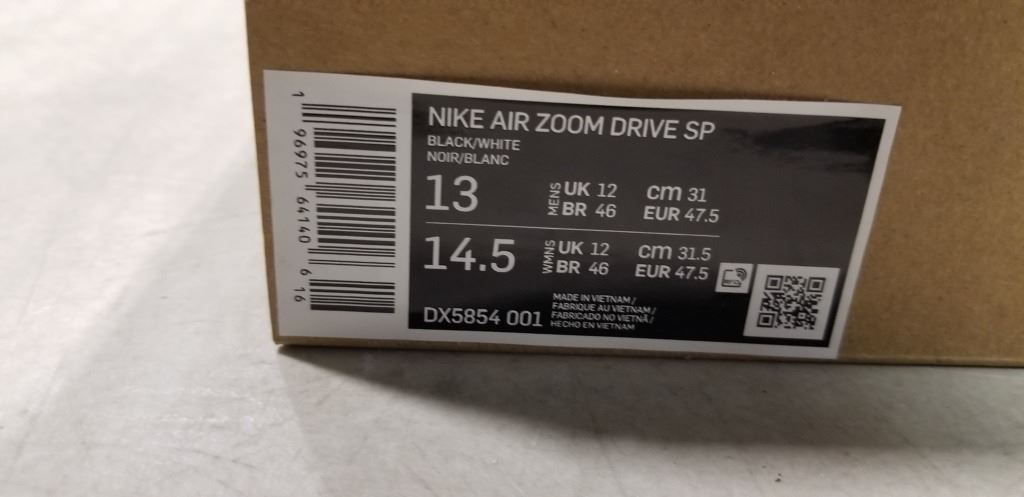 1 96975 64140 6 16
NIKE AIR ZOOM DRIVE SP
BLACK/WHITE
NOIR/BLANC
13
MENS
UK 12
BR 46
cm 31
EUR 47.5
14.5
WMNS
UK 12
BR 46
cm 31.5
EUR 47.5
DX5854 001
MADE IN VIETNAM/
FABRIQUE AU VIETNAM/
FABRICADO NO VIETNÃ/
HECHO EN VIETNAM